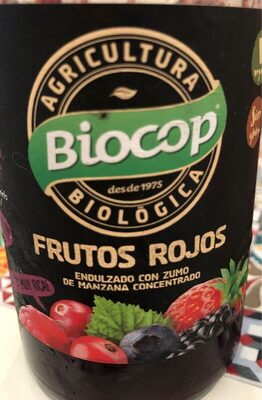 AGRICULTURA
Biocop
desde 1975
BIOLÓGICA
FRUTOS ROJOS
ENDULZADO CON ZUMO
DE MANZANA CONCENTRADO